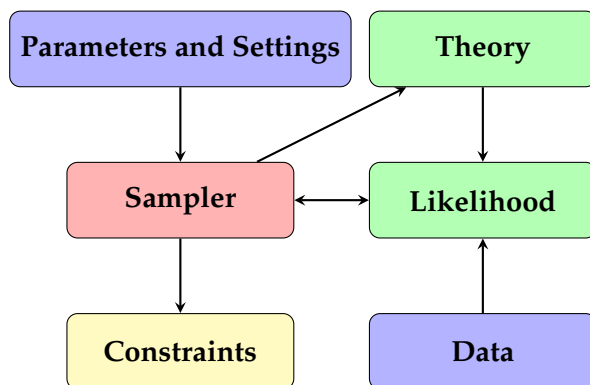 Parameters and Settings
Theory
Sampler
Likelihood
Constraints
Data